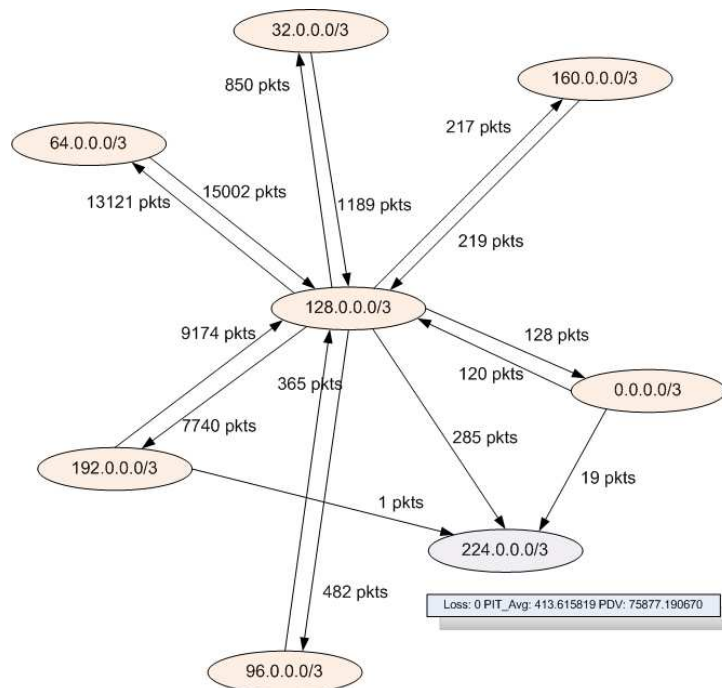 32.0.0.0/3
850 pkts
160.0.0.0/3
217 pkts
64.0.0.0/3
15002 pkts
13121 pkts
1189 pkts
219 pkts
128.0.0.0/3
9174 pkts
128 pkts
365 pkts
120 pkts
0.0.0.0/3
7740 pkts
285 pkts
192.0.0.0/3
19 pkts
1 pkts
224.0.0.0/3
482 pkts
Loss: 0 PIT_Avg: 413.615819 PDV: 75877.190670
96.0.0.0/3